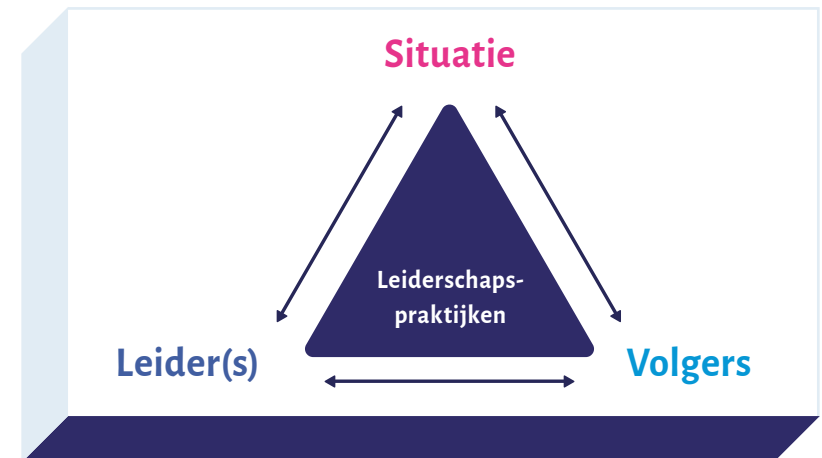 Situatie
Leiderschaps-
praktijken
Leider(s)
Volgers